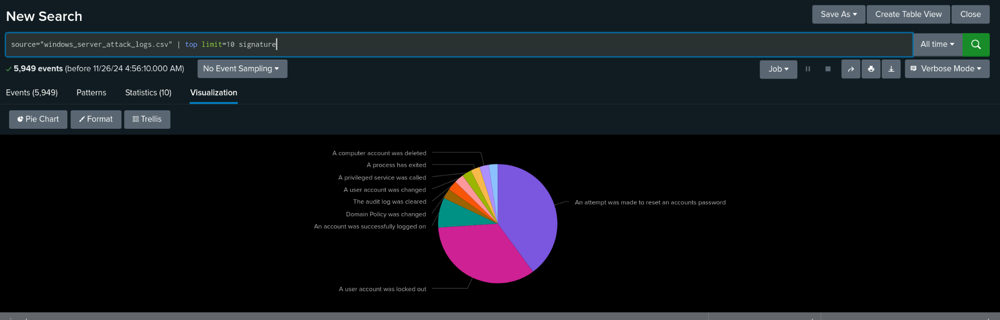 New Search
Save As
Create Table View
Close
source="windows_server_attack_logs.csv" | top limit=10 signature
All time
5,949 events (before 11/26/24 4:56:10.000 AM)
No Event Sampling
Job
Verbose Mode
Events (5,949)
Patterns
Statistics (10)
Visualization
Pie Chart
Format
Trellis
A computer account was deleted
A process has exited
A privileged service was called
A user account was changed
The audit log was cleared
Domain Policy was changed
An account was successfully logged on
An attempt was made to reset an accounts password
A user account was locked out